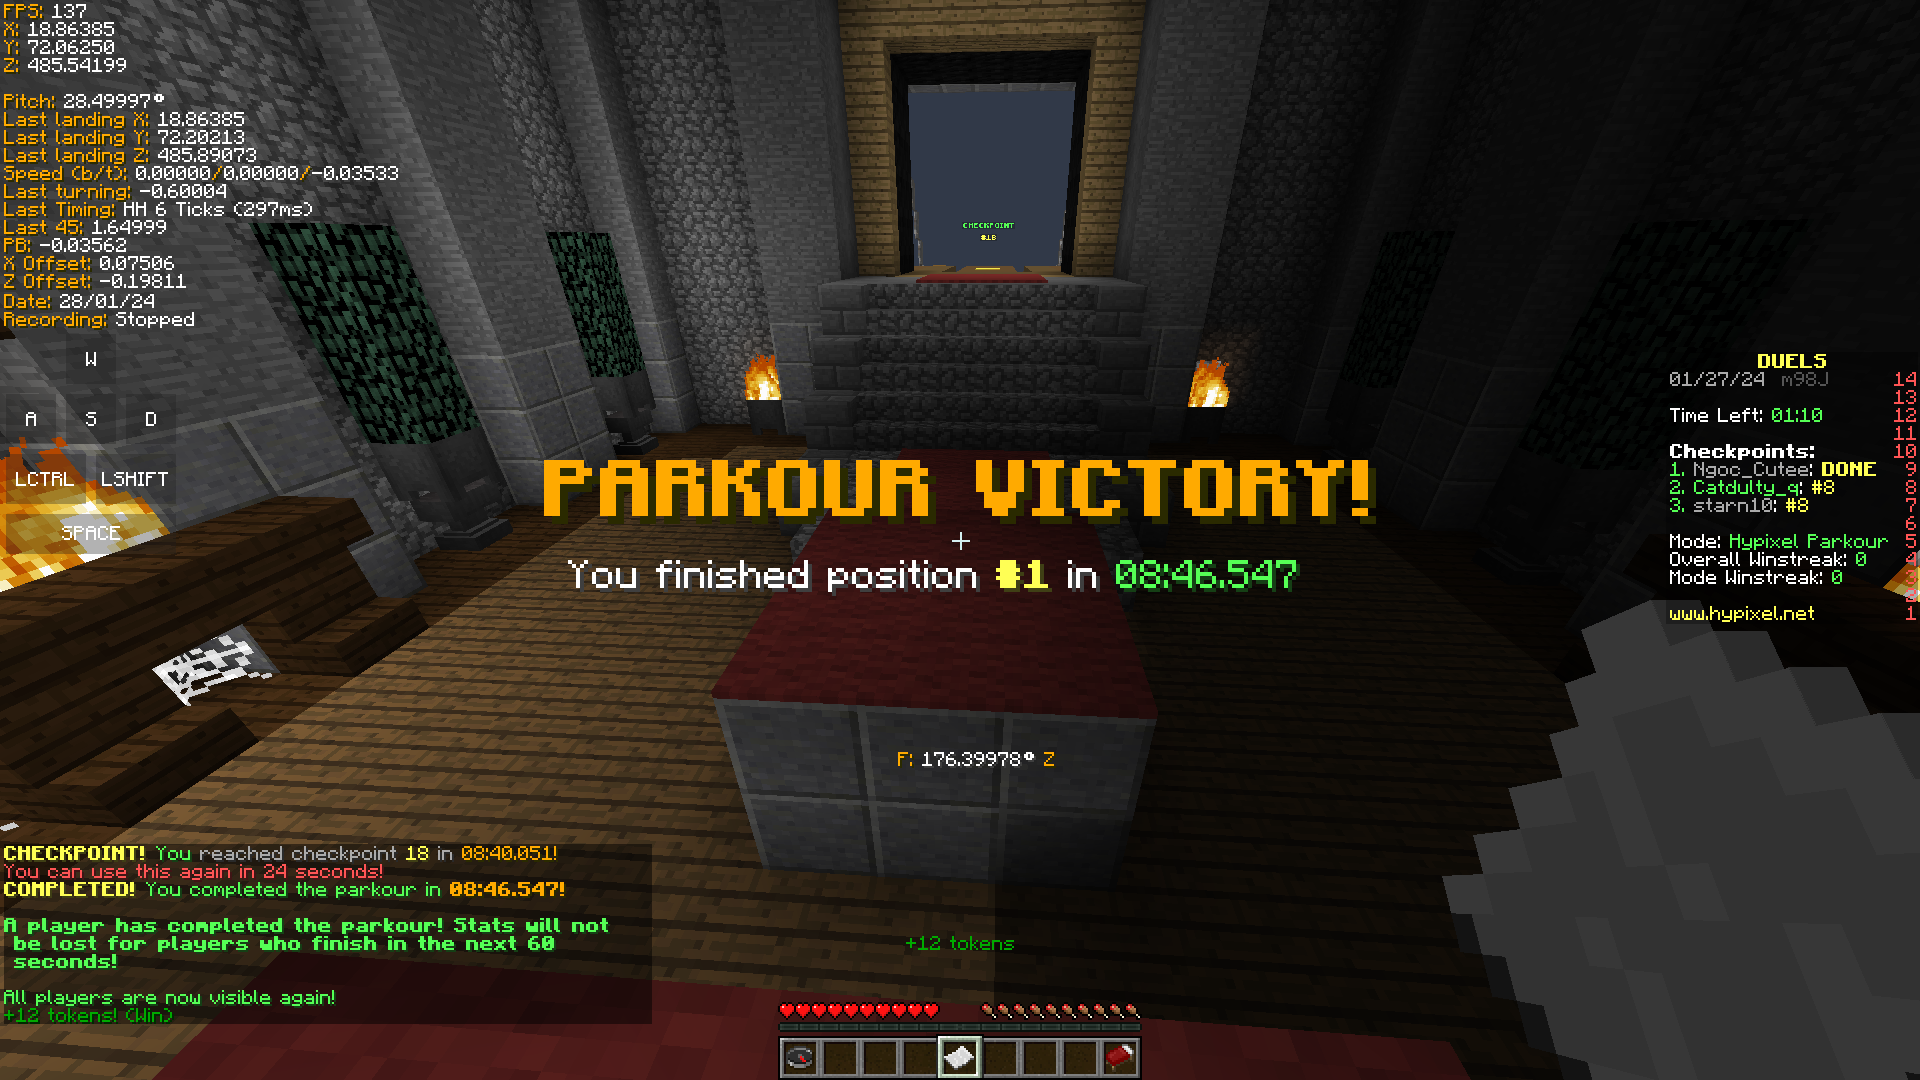 FPS: 137
X: 18.86385
Y: 72.06250
Z: 485.54199
Pitch: 28.49997°
Last landing X: 18.86385
Last landing Y: 72.20213
Last landing Z: 485.89073
Speed (b/t): 0.00000/0.00000/-0.03533
Last turning: -0.60004
Last Timing: HH 6 Ticks (297ms)
Last 45: 1.64999
PB: -0.03562
X Offset: 0.07506
Z Offset: -0.19811
Date: 28/01/24
Recording: Stopped
W
A S D
LCTRL LSHIFT
SPACE
CHECKPOINT
#18
PARKOUR VICTORY!
You finished position #1 in 08:46.547
F: 176.39978° Z
DUELS
01/27/24 m98J 14
13
Time Left: 01:10 12
11
Checkpoints: 10
1. Ngoc_Cutee: DONE 9
2. Catdulty_q: #8 8
3. starn10: #8 7
6
Mode: Hypixel Parkour 5
Overall Winstreak: 0 4
Mode Winstreak: 0 3
2
www.hypixel.net 1
CHECKPOINT! You reached checkpoint 18 in 08:40.051!
You can use this again in 24 seconds!
COMPLETED! You completed the parkour in 08:46.547!
A player has completed the parkour! Stats will not
be lost for players who finish in the next 60
seconds!
All players are now visible again!
+12 tokens! (Win)
+12 tokens